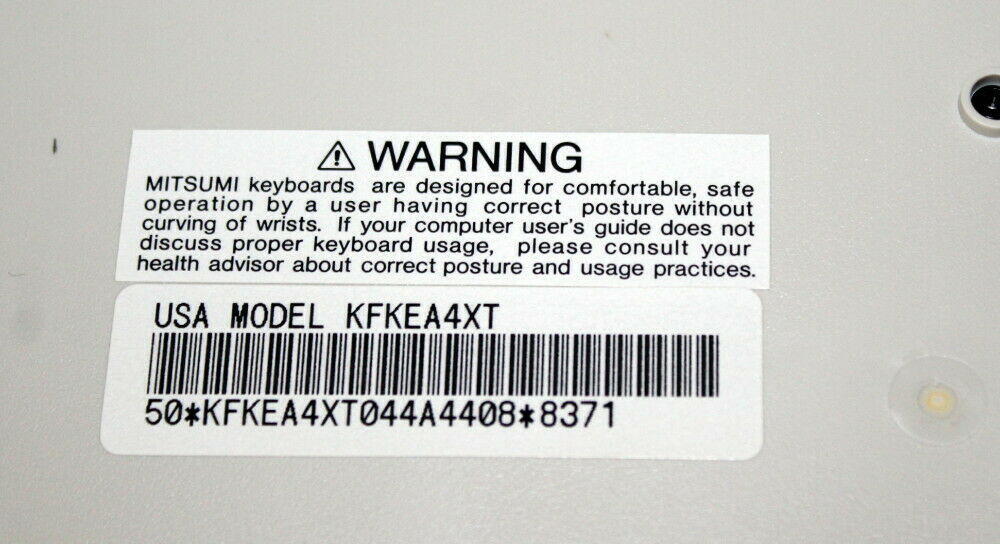 ⚠ WARNING
MITSUMI keyboards are designed for comfortable, safe
operation by a user having correct posture without
curving of wrists. If your computer user's guide does not
discuss proper keyboard usage, please consult your
health advisor about correct posture and usage practices.
USA MODEL KFKEA4XT
50*KFKEA4XT044A4408*8371